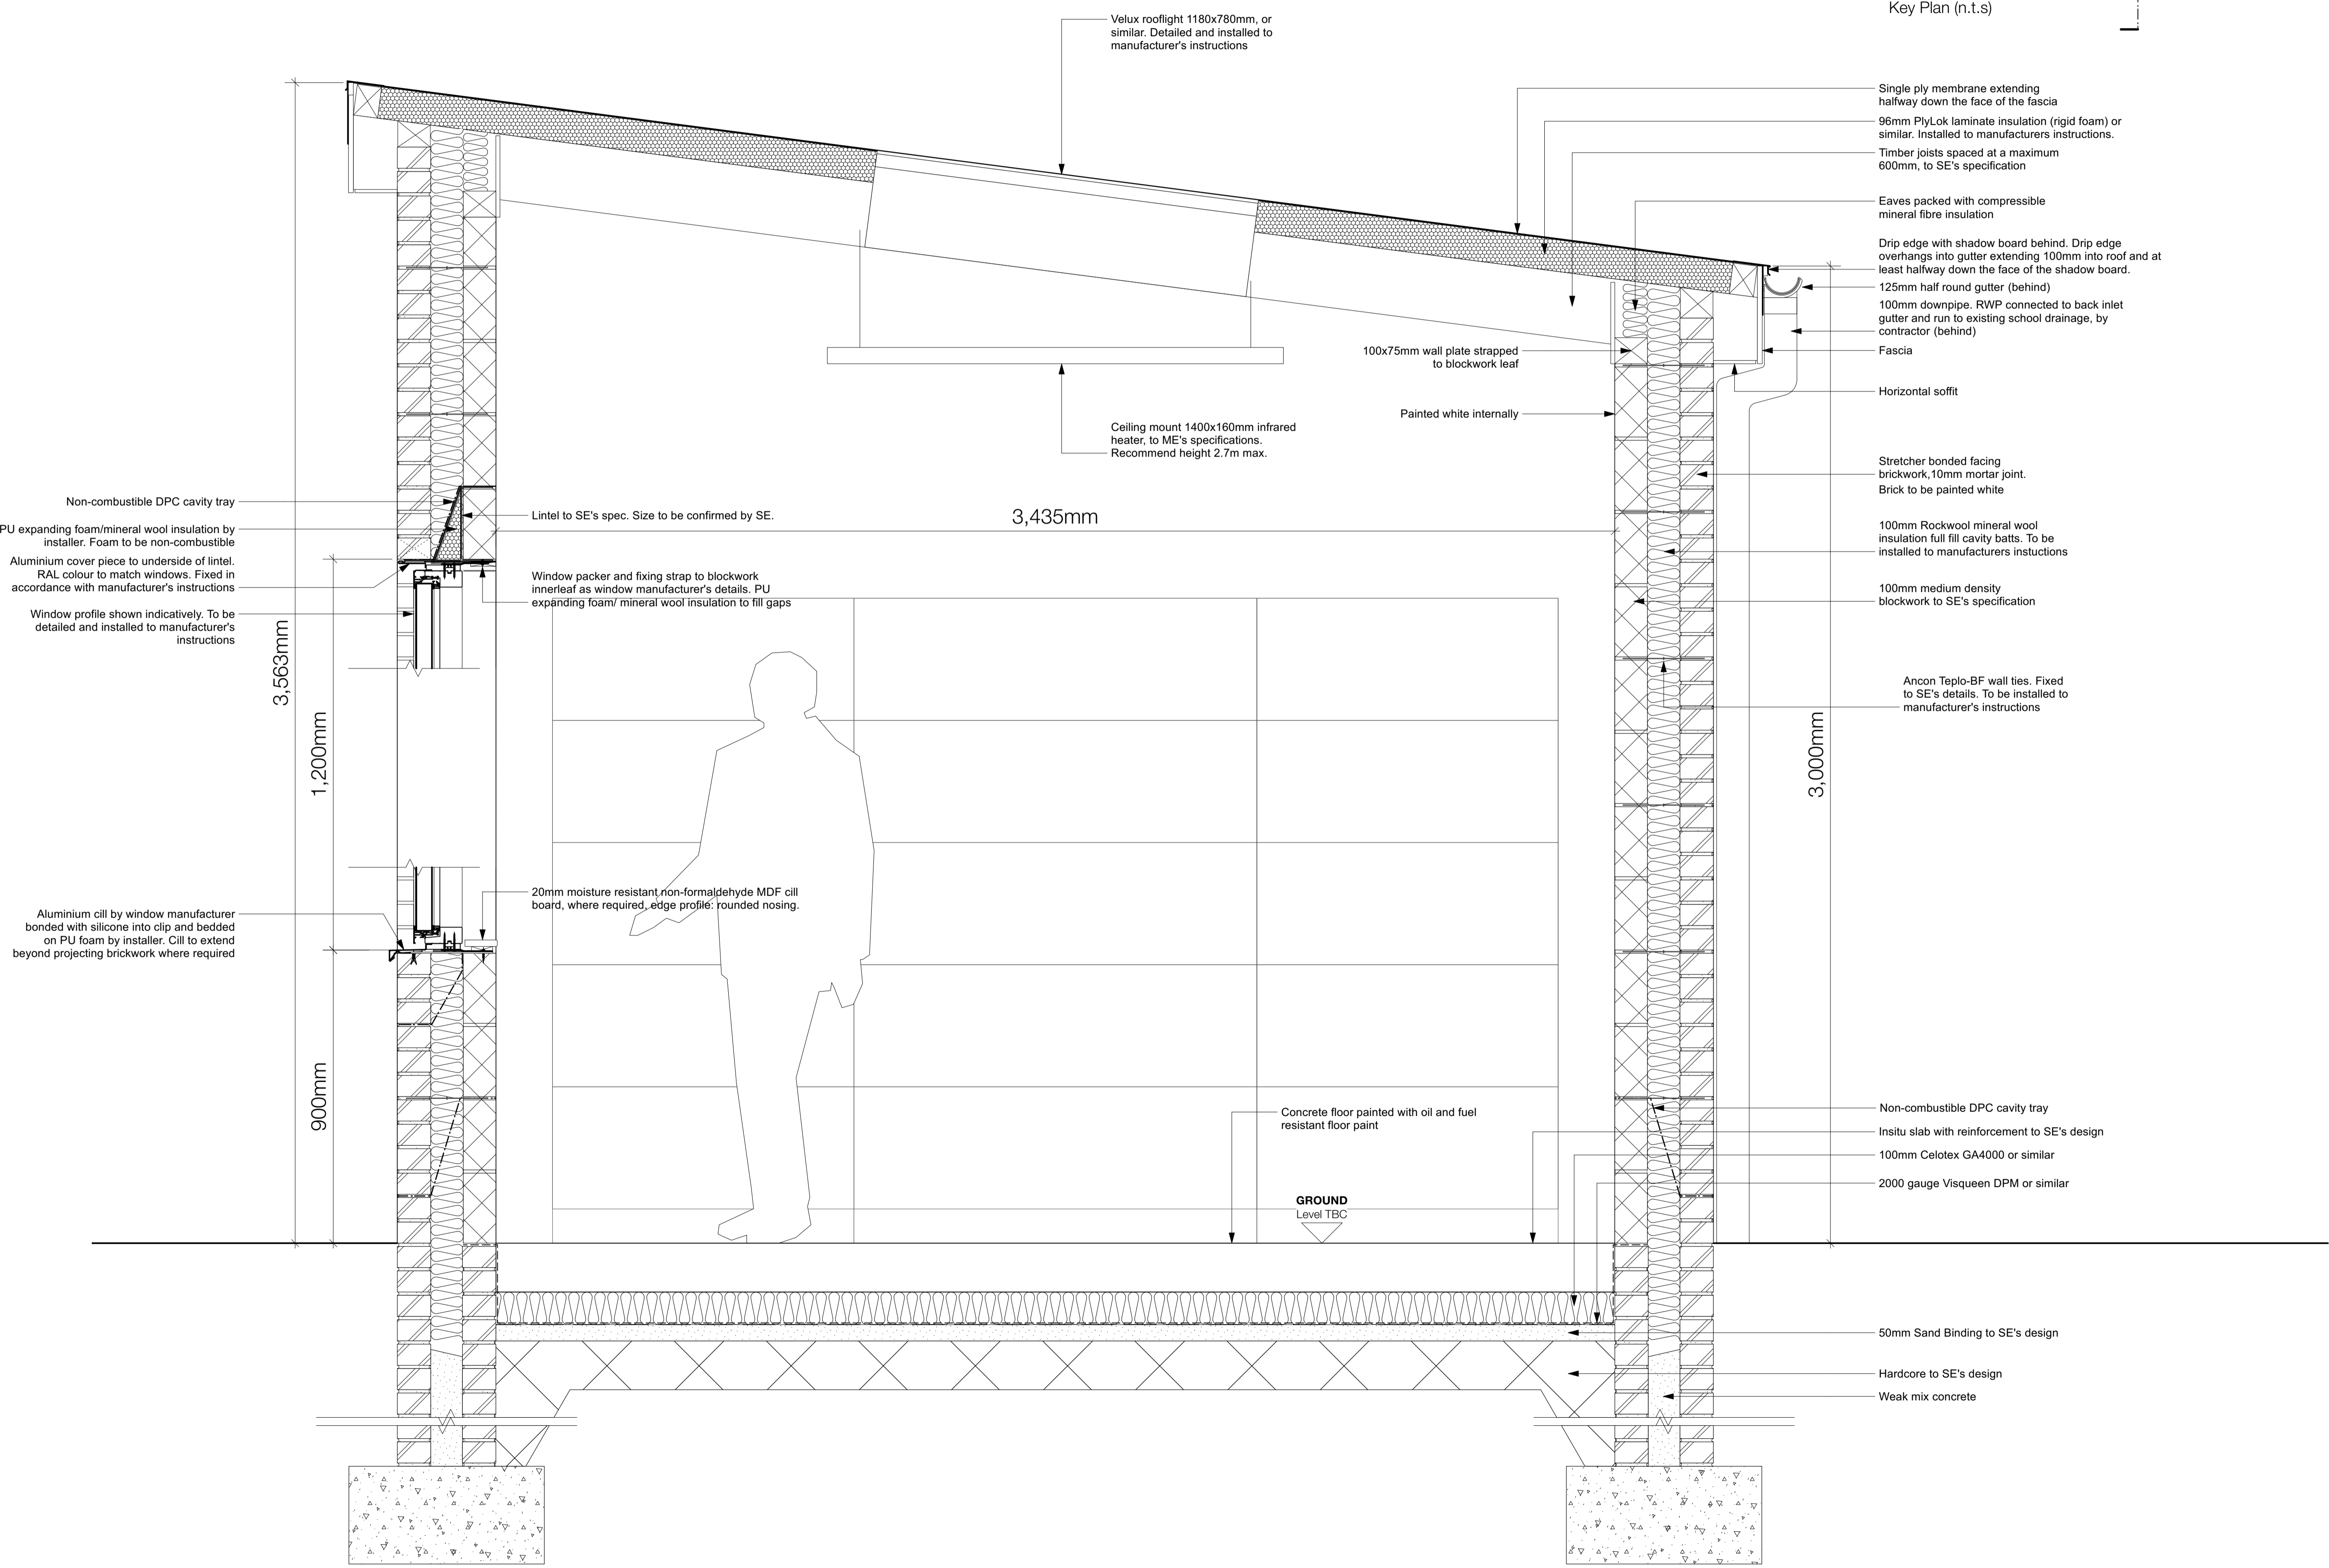 Key Plan (n.t.s)
Velux rooflight 1180x780mm, or
similar. Detailed and installed to
manufacturer's instructions
Single ply membrane extending
halfway down the face of the fascia
96mm PlyLok laminate insulation (rigid foam) or
similar. Installed to manufacturers instructions.
Timber joists spaced at a maximum
600mm, to SE's specification
Eaves packed with compressible
mineral fibre insulation
Drip edge with shadow board behind. Drip edge
overhangs into gutter extending 100mm into roof and at
least halfway down the face of the shadow board.
125mm half round gutter (behind)
100mm downpipe. RWP connected to back inlet
gutter and run to existing school drainage, by
contractor (behind)
Fascia
Horizontal soffit
100x75mm wall plate strapped
to blockwork leaf
Painted white internally
Ceiling mount 1400x160mm infrared
heater, to ME's specifications.
Recommend height 2.7m max.
Stretcher bonded facing
brickwork,10mm mortar joint.
Brick to be painted white
100mm Rockwool mineral wool
insulation full fill cavity batts. To be
installed to manufacturers instuctions
100mm medium density
blockwork to SE's specification
Ancon Teplo-BF wall ties. Fixed
to SE's details. To be installed to
manufacturer's instructions
Non-combustible DPC cavity tray
PU expanding foam/mineral wool insulation by
installer. Foam to be non-combustible
Aluminium cover piece to underside of lintel.
RAL colour to match windows. Fixed in
accordance with manufacturer's instructions
Window profile shown indicatively. To be
detailed and installed to manufacturer's
instructions
Lintel to SE's spec. Size to be confirmed by SE.
3,435mm
Window packer and fixing strap to blockwork
innerleaf as window manufacturer's details. PU
expanding foam/ mineral wool insulation to fill gaps
3,563mm
1,200mm
900mm
3,000mm
20mm moisture resistant non-formaldehyde MDF cill
board, where required, edge profile: rounded nosing.
Aluminium cill by window manufacturer
bonded with silicone into clip and bedded
on PU foam by installer. Cill to extend
beyond projecting brickwork where required
Concrete floor painted with oil and fuel
resistant floor paint
GROUND
Level TBC
Non-combustible DPC cavity tray
Insitu slab with reinforcement to SE's design
100mm Celotex GA4000 or similar
2000 gauge Visqueen DPM or similar
50mm Sand Binding to SE's design
Hardcore to SE's design
Weak mix concrete